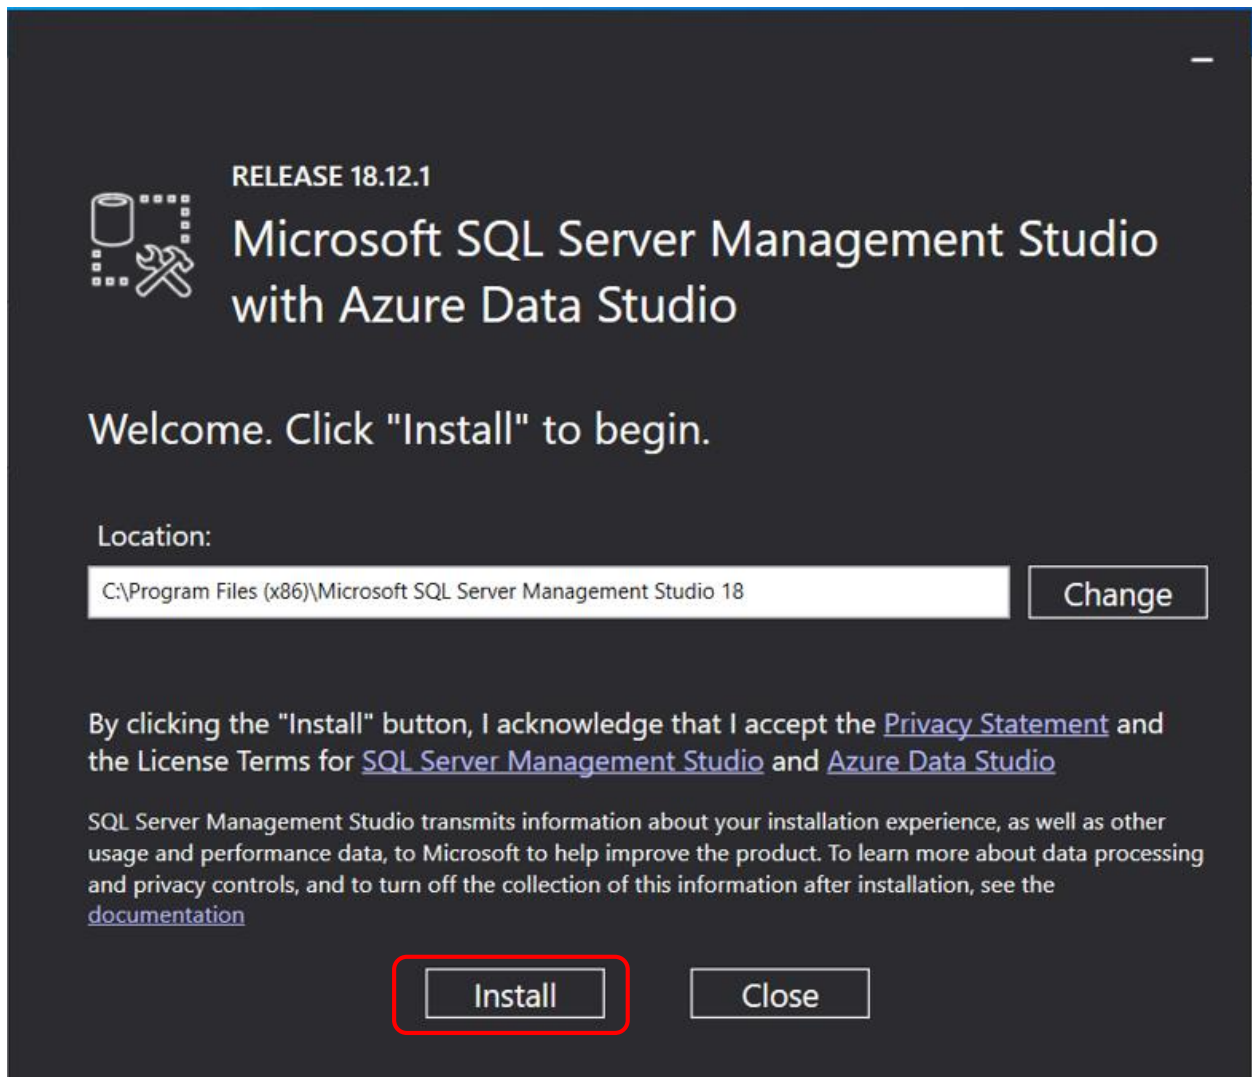 RELEASE 18.12.1
Microsoft SQL Server Management Studio
with Azure Data Studio
Welcome. Click "Install" to begin.
Location:
C:\Program Files (x86)\Microsoft SQL Server Management Studio 18
Change
By clicking the "Install" button, I acknowledge that I accept the Privacy Statement and
the License Terms for SQL Server Management Studio and Azure Data Studio
SQL Server Management Studio transmits information about your installation experience, as well as other
usage and performance data, to Microsoft to help improve the product. To learn more about data processing
and privacy controls, and to turn off the collection of this information after installation, see the
documentation
Install
Close